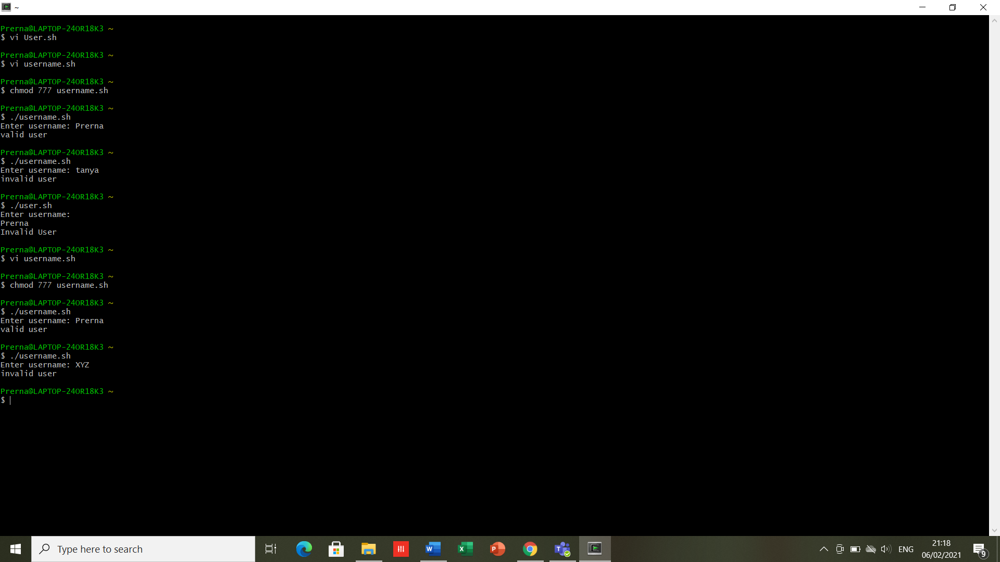 ~
Prerna@LAPTOP-24OR18K3 ~
$ vi User.sh
Prerna@LAPTOP-24OR18K3 ~
$ vi username.sh
Prerna@LAPTOP-24OR18K3 ~
$ chmod 777 username.sh
Prerna@LAPTOP-24OR18K3 ~
$ ./username.sh
Enter username: Prerna
valid user
Prerna@LAPTOP-24OR18K3 ~
$ ./username.sh
Enter username: tanya
invalid user
Prerna@LAPTOP-24OR18K3 ~
$ ./user.sh
Enter username:
Prerna
Invalid User
Prerna@LAPTOP-24OR18K3 ~
$ vi username.sh
Prerna@LAPTOP-24OR18K3 ~
$ chmod 777 username.sh
Prerna@LAPTOP-24OR18K3 ~
$ ./username.sh
Enter username: Prerna
valid user
Prerna@LAPTOP-24OR18K3 ~
$ ./username.sh
Enter username: XYZ
invalid user
Prerna@LAPTOP-24OR18K3 ~
$
Type here to search
W
X
P
T
ENG
21:18
06/02/2021
9